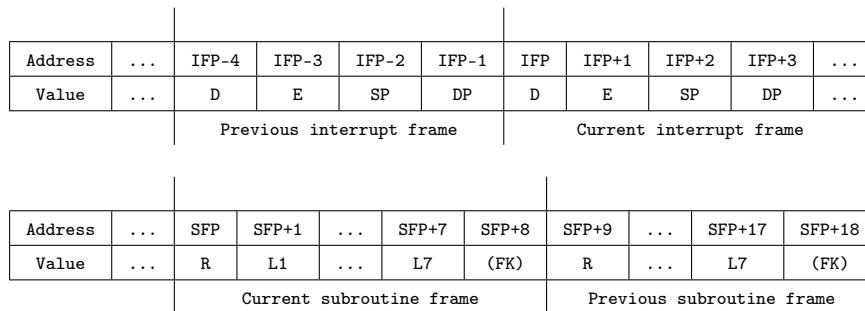 Address ... IFP-4 IFP-3 IFP-2 IFP-1 IFP IFP+1 IFP+2 IFP+3 ...
Value ... D E SP DP D E SP DP ...
Previous interrupt frame Current interrupt frame
Address ... SFP SFP+1 ... SFP+7 SFP+8 SFP+9 ... SFP+17 SFP+18
Value ... R L1 ... L7 (FK) R ... L7 (FK)
Current subroutine frame Previous subroutine frame